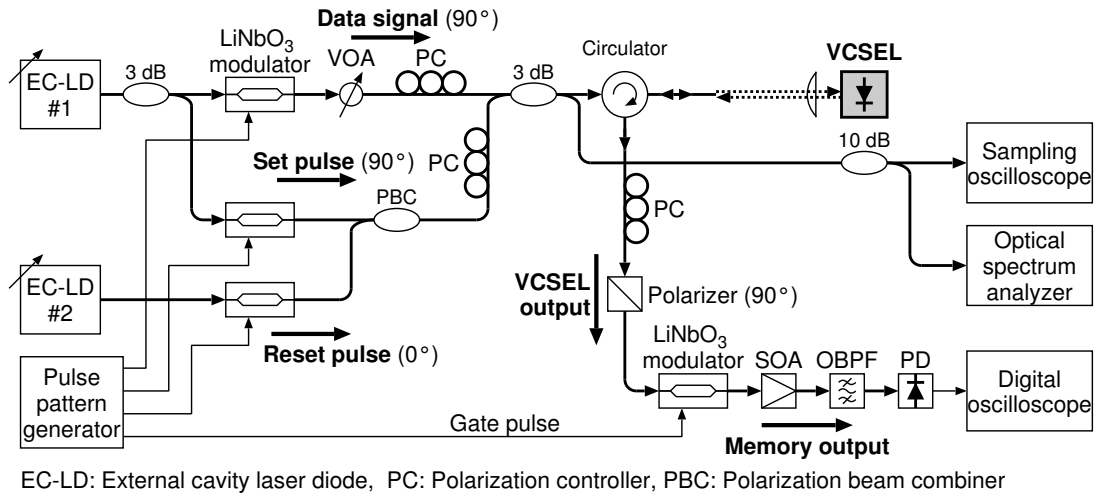 Data signal (90°)
LiNbO3
modulator
VOA
PC
3 dB
3 dB
Circulator
VCSEL
EC-LD
#1
10 dB
Sampling
oscilloscope
Set pulse (90°)
PC
PBC
PC
Optical
spectrum
analyzer
EC-LD
#2
VCSEL
output
Polarizer (90°)
Reset pulse (0°)
LiNbO3
modulator
SOA
OBPF
PD
Pulse
pattern
generator
Digital
oscilloscope
Gate pulse
Memory output
EC-LD: External cavity laser diode, PC: Polarization controller, PBC: Polarization beam combiner